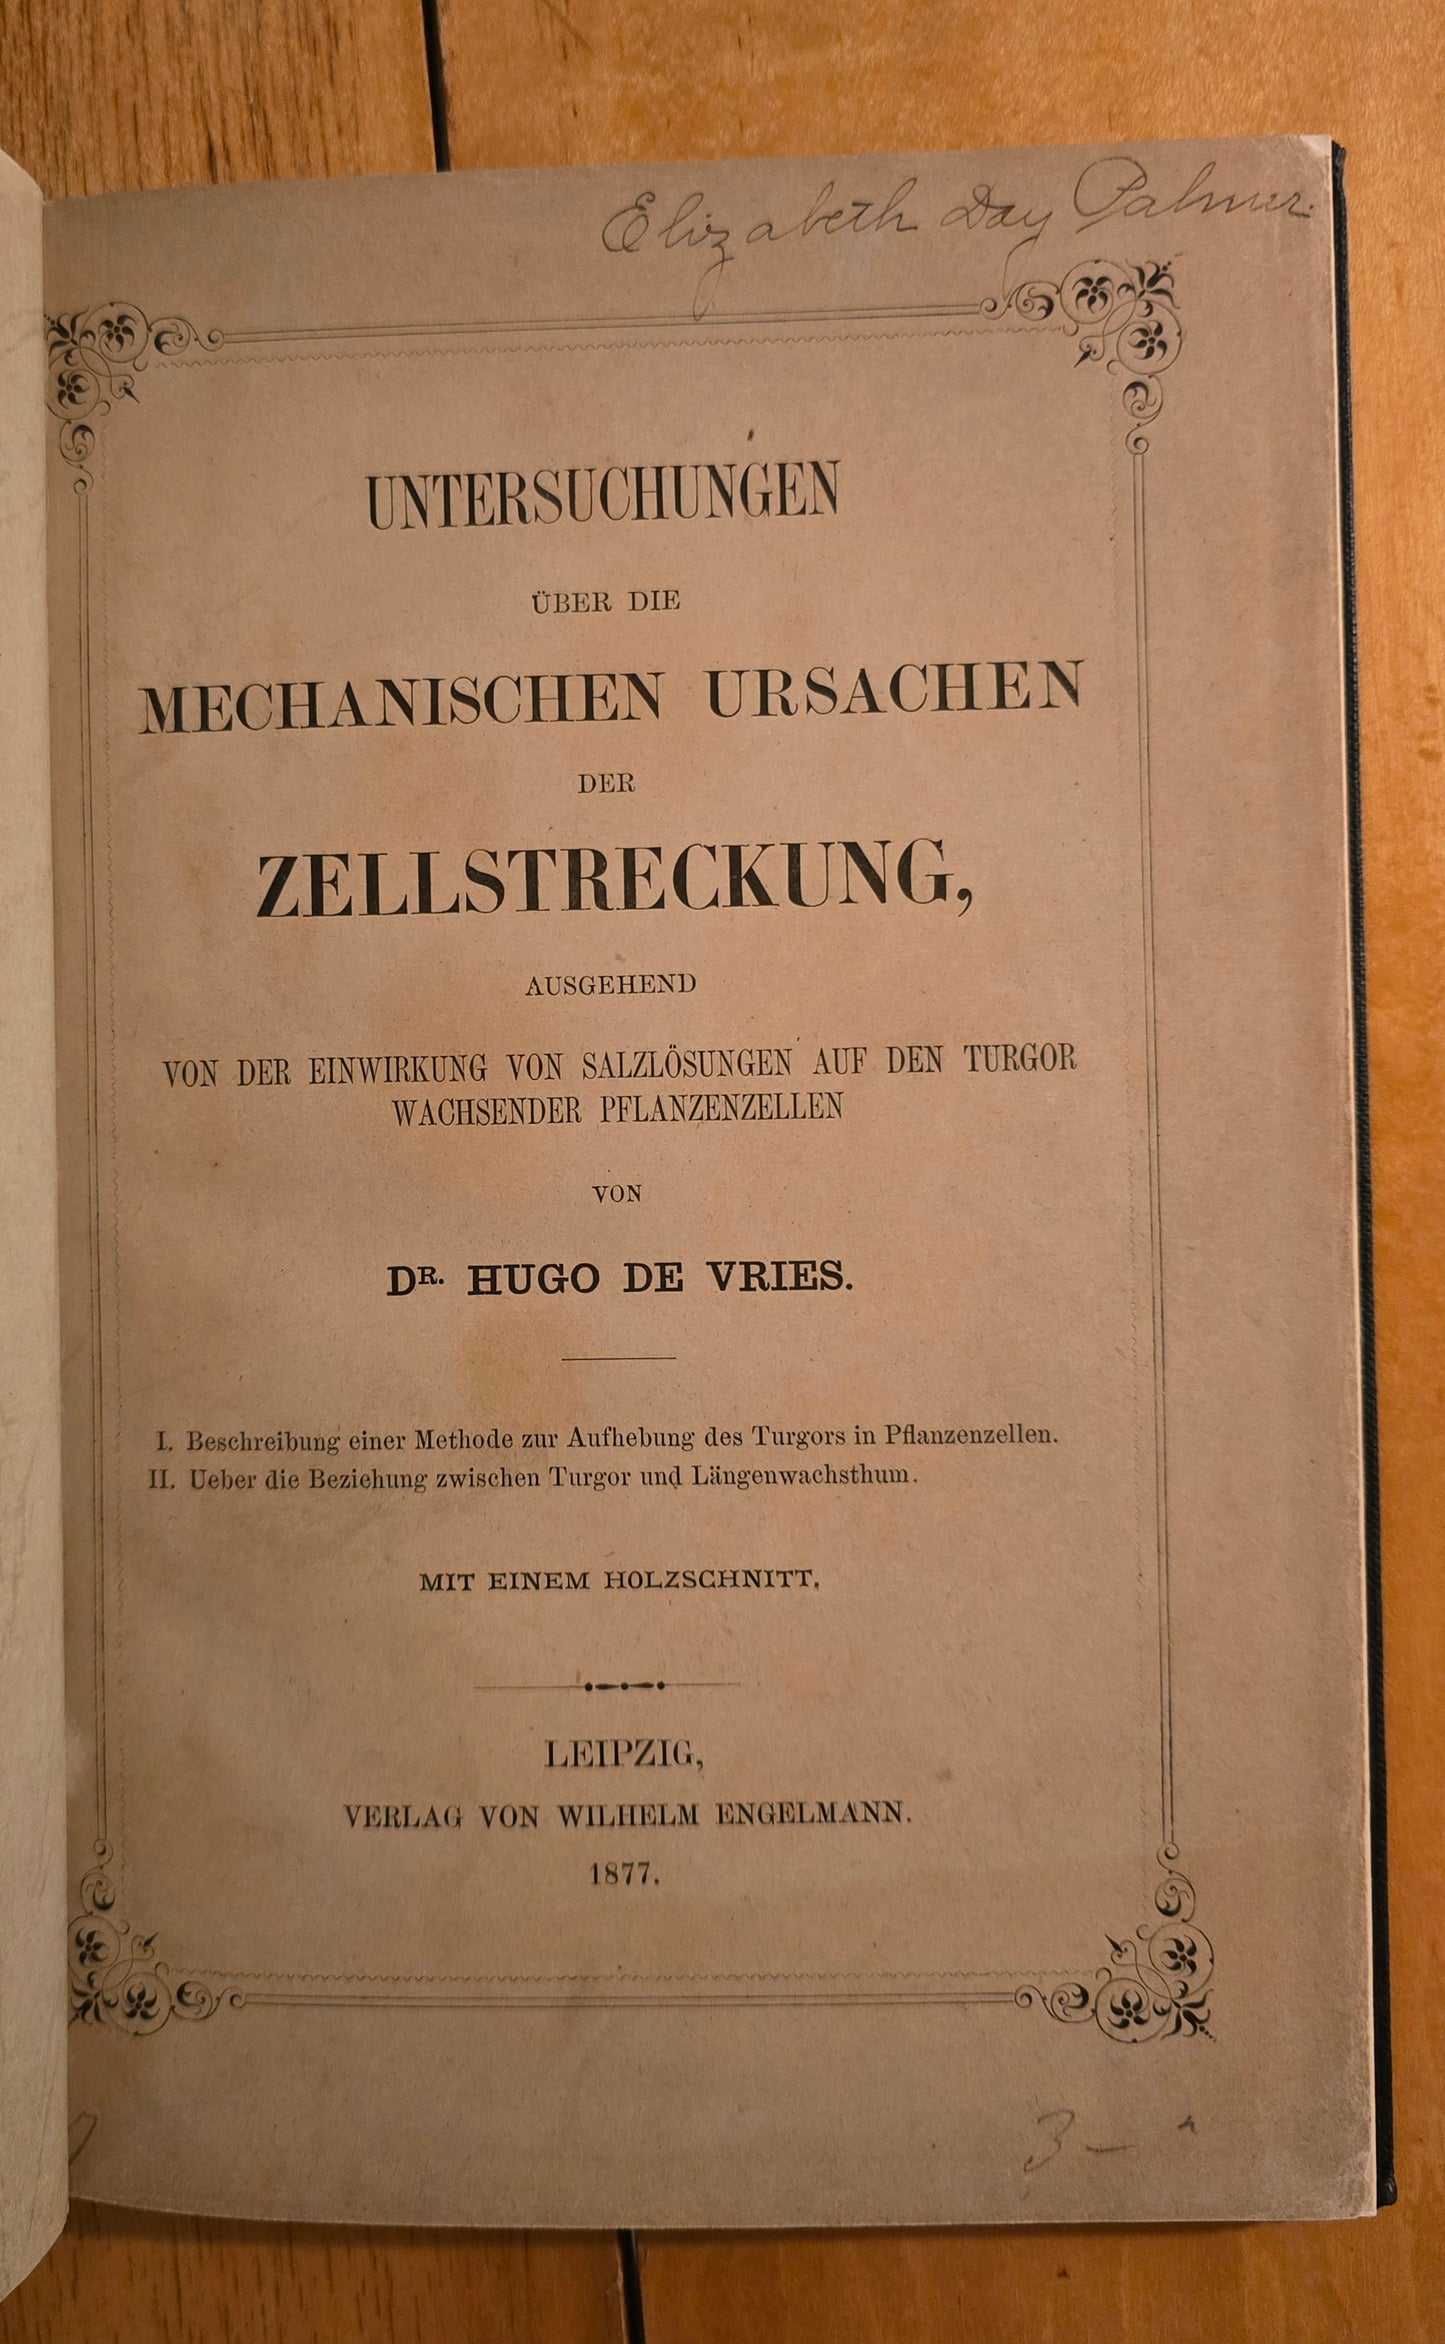 Elizabeth Day Palmer.
UNTERSUCHUNGEN
ÜBER DIE
MECHANISCHEN URSACHEN
DER
ZELLSTRECKUNG,
AUSGEHEND
VON DER EINWIRKUNG VON SALZLÖSUNGEN AUF DEN TURGOR
WACHSENDER PFLANZENZELLEN
VON
DR. HUGO DE VRIES.
I. Beschreibung einer Methode zur Aufhebung des Turgors in Pflanzenzellen.
II. Ueber die Beziehung zwischen Turgor und Längenwachsthum.
MIT EINEM HOLZSCHNITT.
LEIPZIG,
VERLAG VON WILHELM ENGELMANN.
1877.
3 —